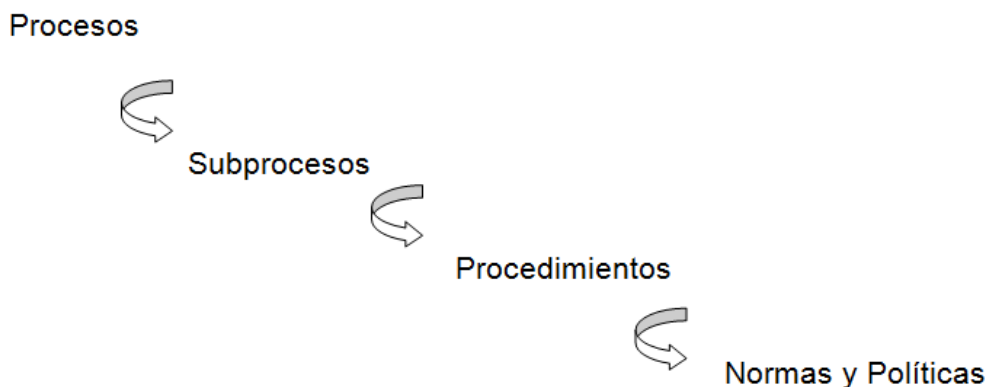 Procesos
Subprocesos
Procedimientos
Normas y Políticas